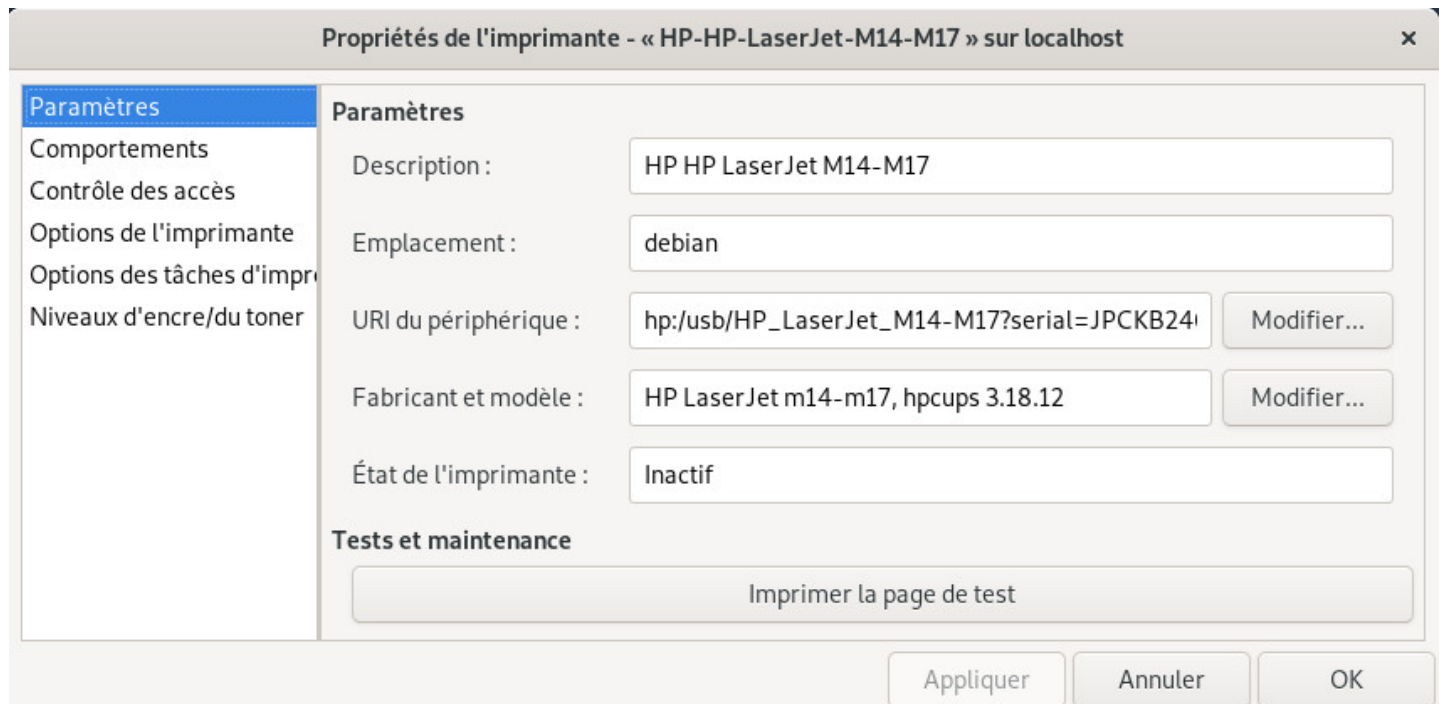 Propriétés de l'imprimante - « HP-HP-LaserJet-M14-M17 » sur localhost
Paramètres
Comportements
Contrôle des accès
Options de l'imprimante
Options des tâches d'impr
Niveaux d'encre/du toner
Paramètres
Description : HP HP LaserJet M14-M17
Emplacement : debian
URI du périphérique : hp:/usb/HP_LaserJet_M14-M17?serial=JPCKB24 Modifier...
Fabricant et modèle : HP LaserJet m14-m17, hpcups 3.18.12 Modifier...
État de l'imprimante : Inactif
Tests et maintenance
Imprimer la page de test
Appliquer Annuler OK